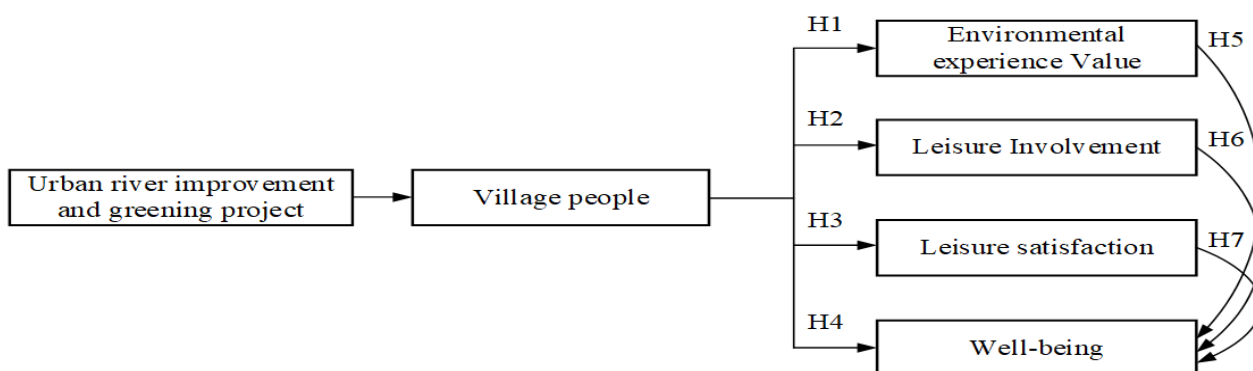 H1
Environmental
experience Value
H5
H2
Leisure Involvement
H6
Urban river improvement
and greening project
Village people
H3
Leisure satisfaction
H7
H4
Well-being